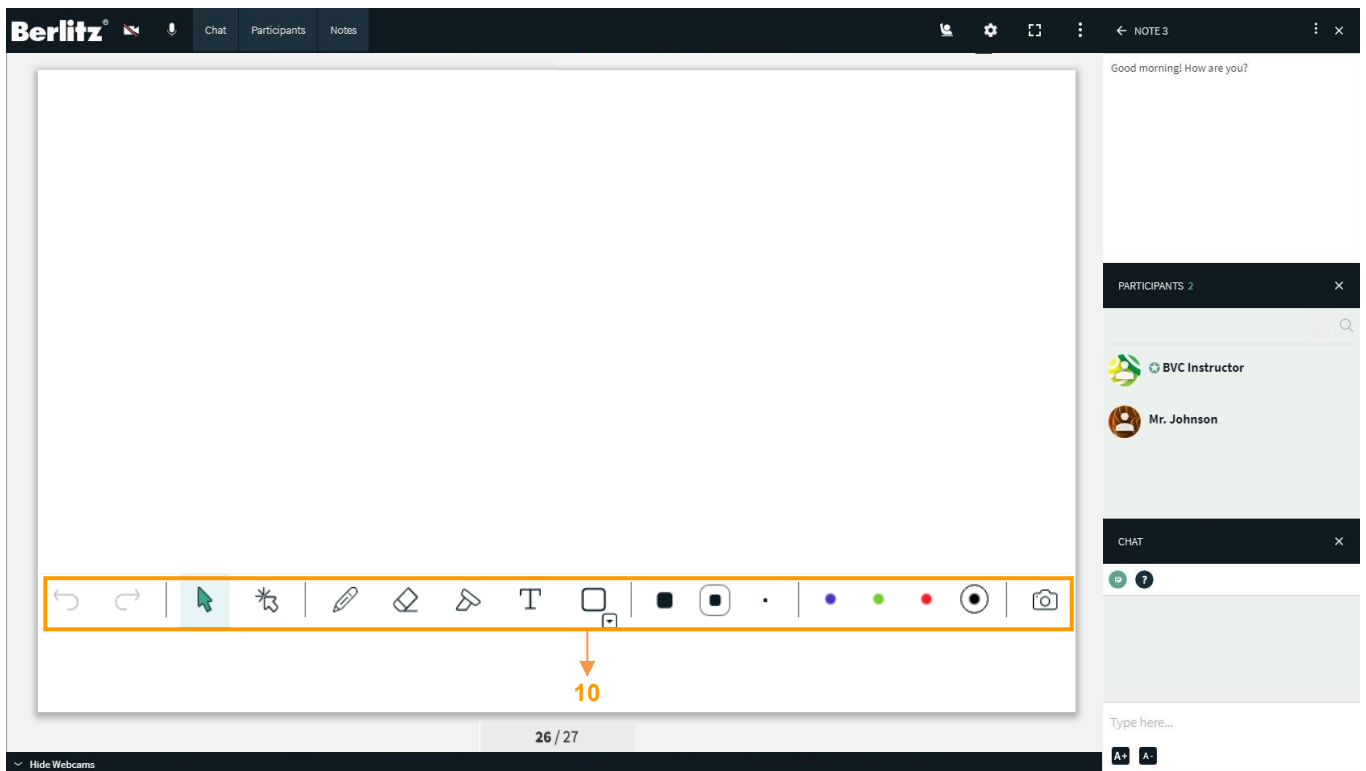 Berlitz®
Chat
Participants
Notes
NOTE 3
Good morning! How are you?
PARTICIPANTS 2
BVC Instructor
Mr. Johnson
CHAT
P
?
T
10
26 / 27
Type here...
A+ A-
Hide Webcams